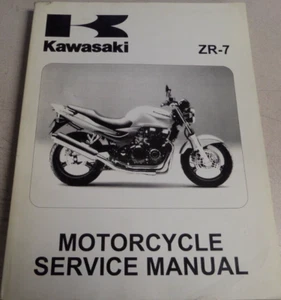 Kawasaki
ZR-7
MOTORCYCLE
SERVICE MANUAL